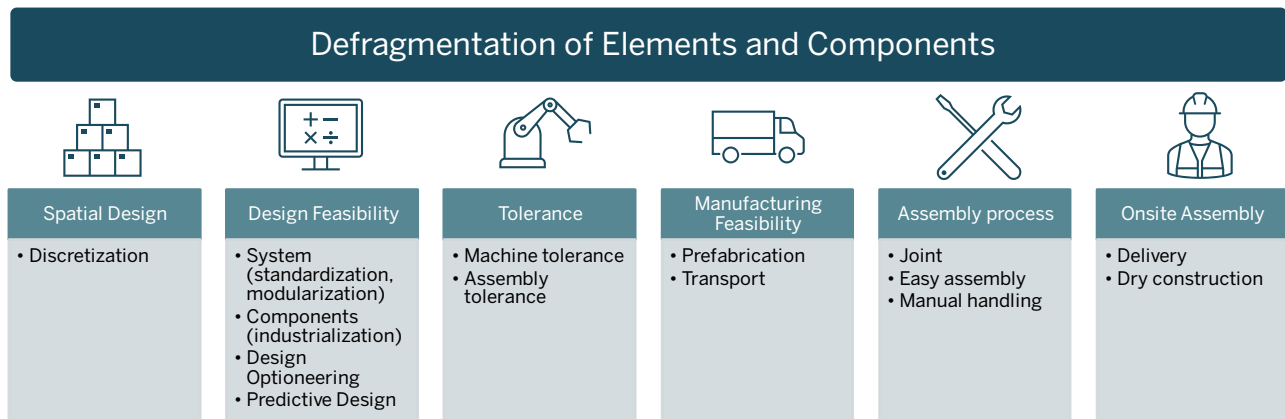 Defragmentation of Elements and Components
Spatial Design
• Discretization
Design Feasibility
• System
(standardization,
modularization)
• Components
(industrialization)
• Design
Optioneering
• Predictive Design
Tolerance
• Machine tolerance
• Assembly
tolerance
Manufacturing
Feasibility
• Prefabrication
• Transport
Assembly process
• Joint
• Easy assembly
• Manual handling
Onsite Assembly
• Delivery
• Dry construction